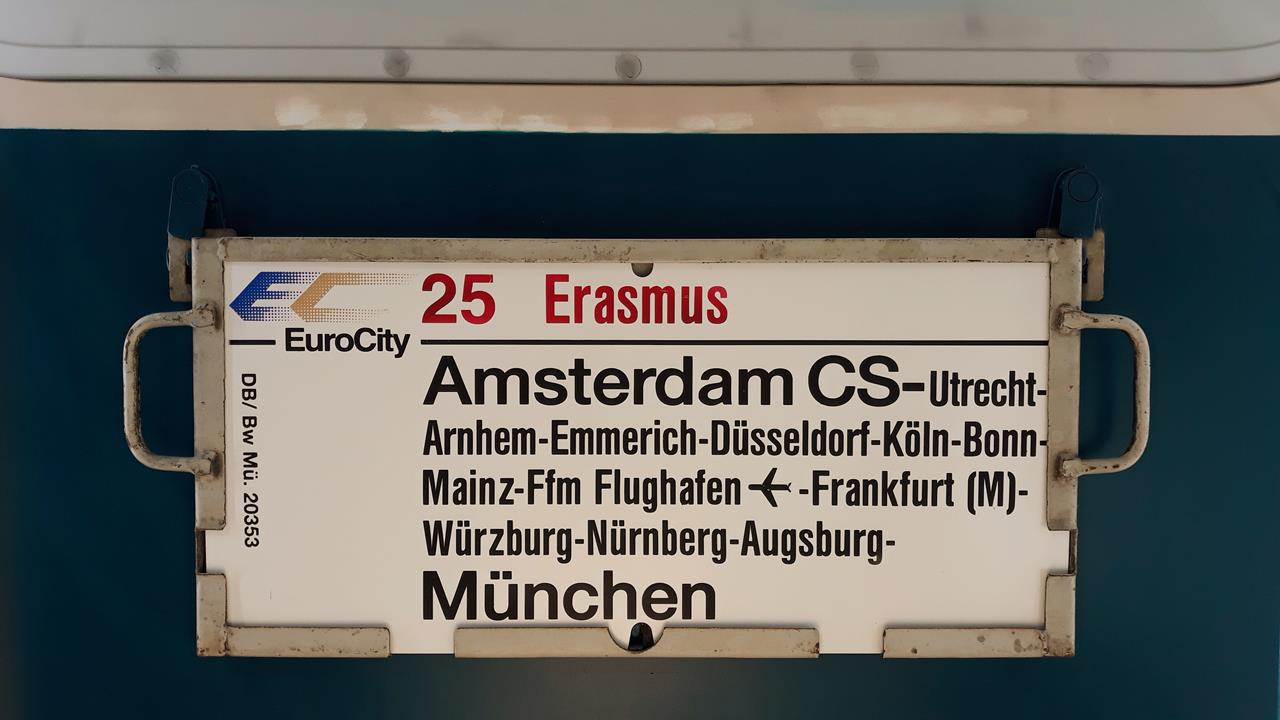 EC 25 Erasmus
EuroCity
Amsterdam CS-Utrecht-
Arnhem-Emmerich-Düsseldorf-Köln-Bonn-
Mainz-Ffm Flughafen -Frankfurt (M)-
Würzburg-Nürnberg-Augsburg-
München
DB/ Bw Mü. 20353